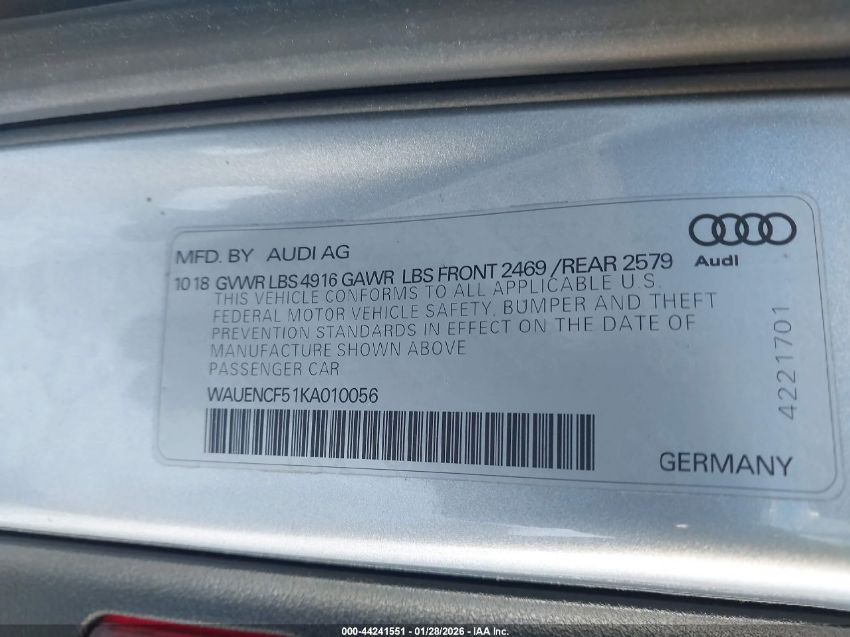 MFD. BY AUDI AG
Audi
10 18 GVWR LBS 4916 GAWR LBS FRONT 2469 /REAR 2579
THIS VEHICLE CONFORMS TO ALL APPLICABLE U.S.
FEDERAL MOTOR VEHICLE SAFETY, BUMPER AND THEFT
PREVENTION STANDARDS IN EFFECT ON THE DATE OF
MANUFACTURE SHOWN ABOVE
PASSENGER CAR
WAUENCF51KA010056
4221701
GERMANY
000-44241551 - 01/28/2026 - IAA Inc.